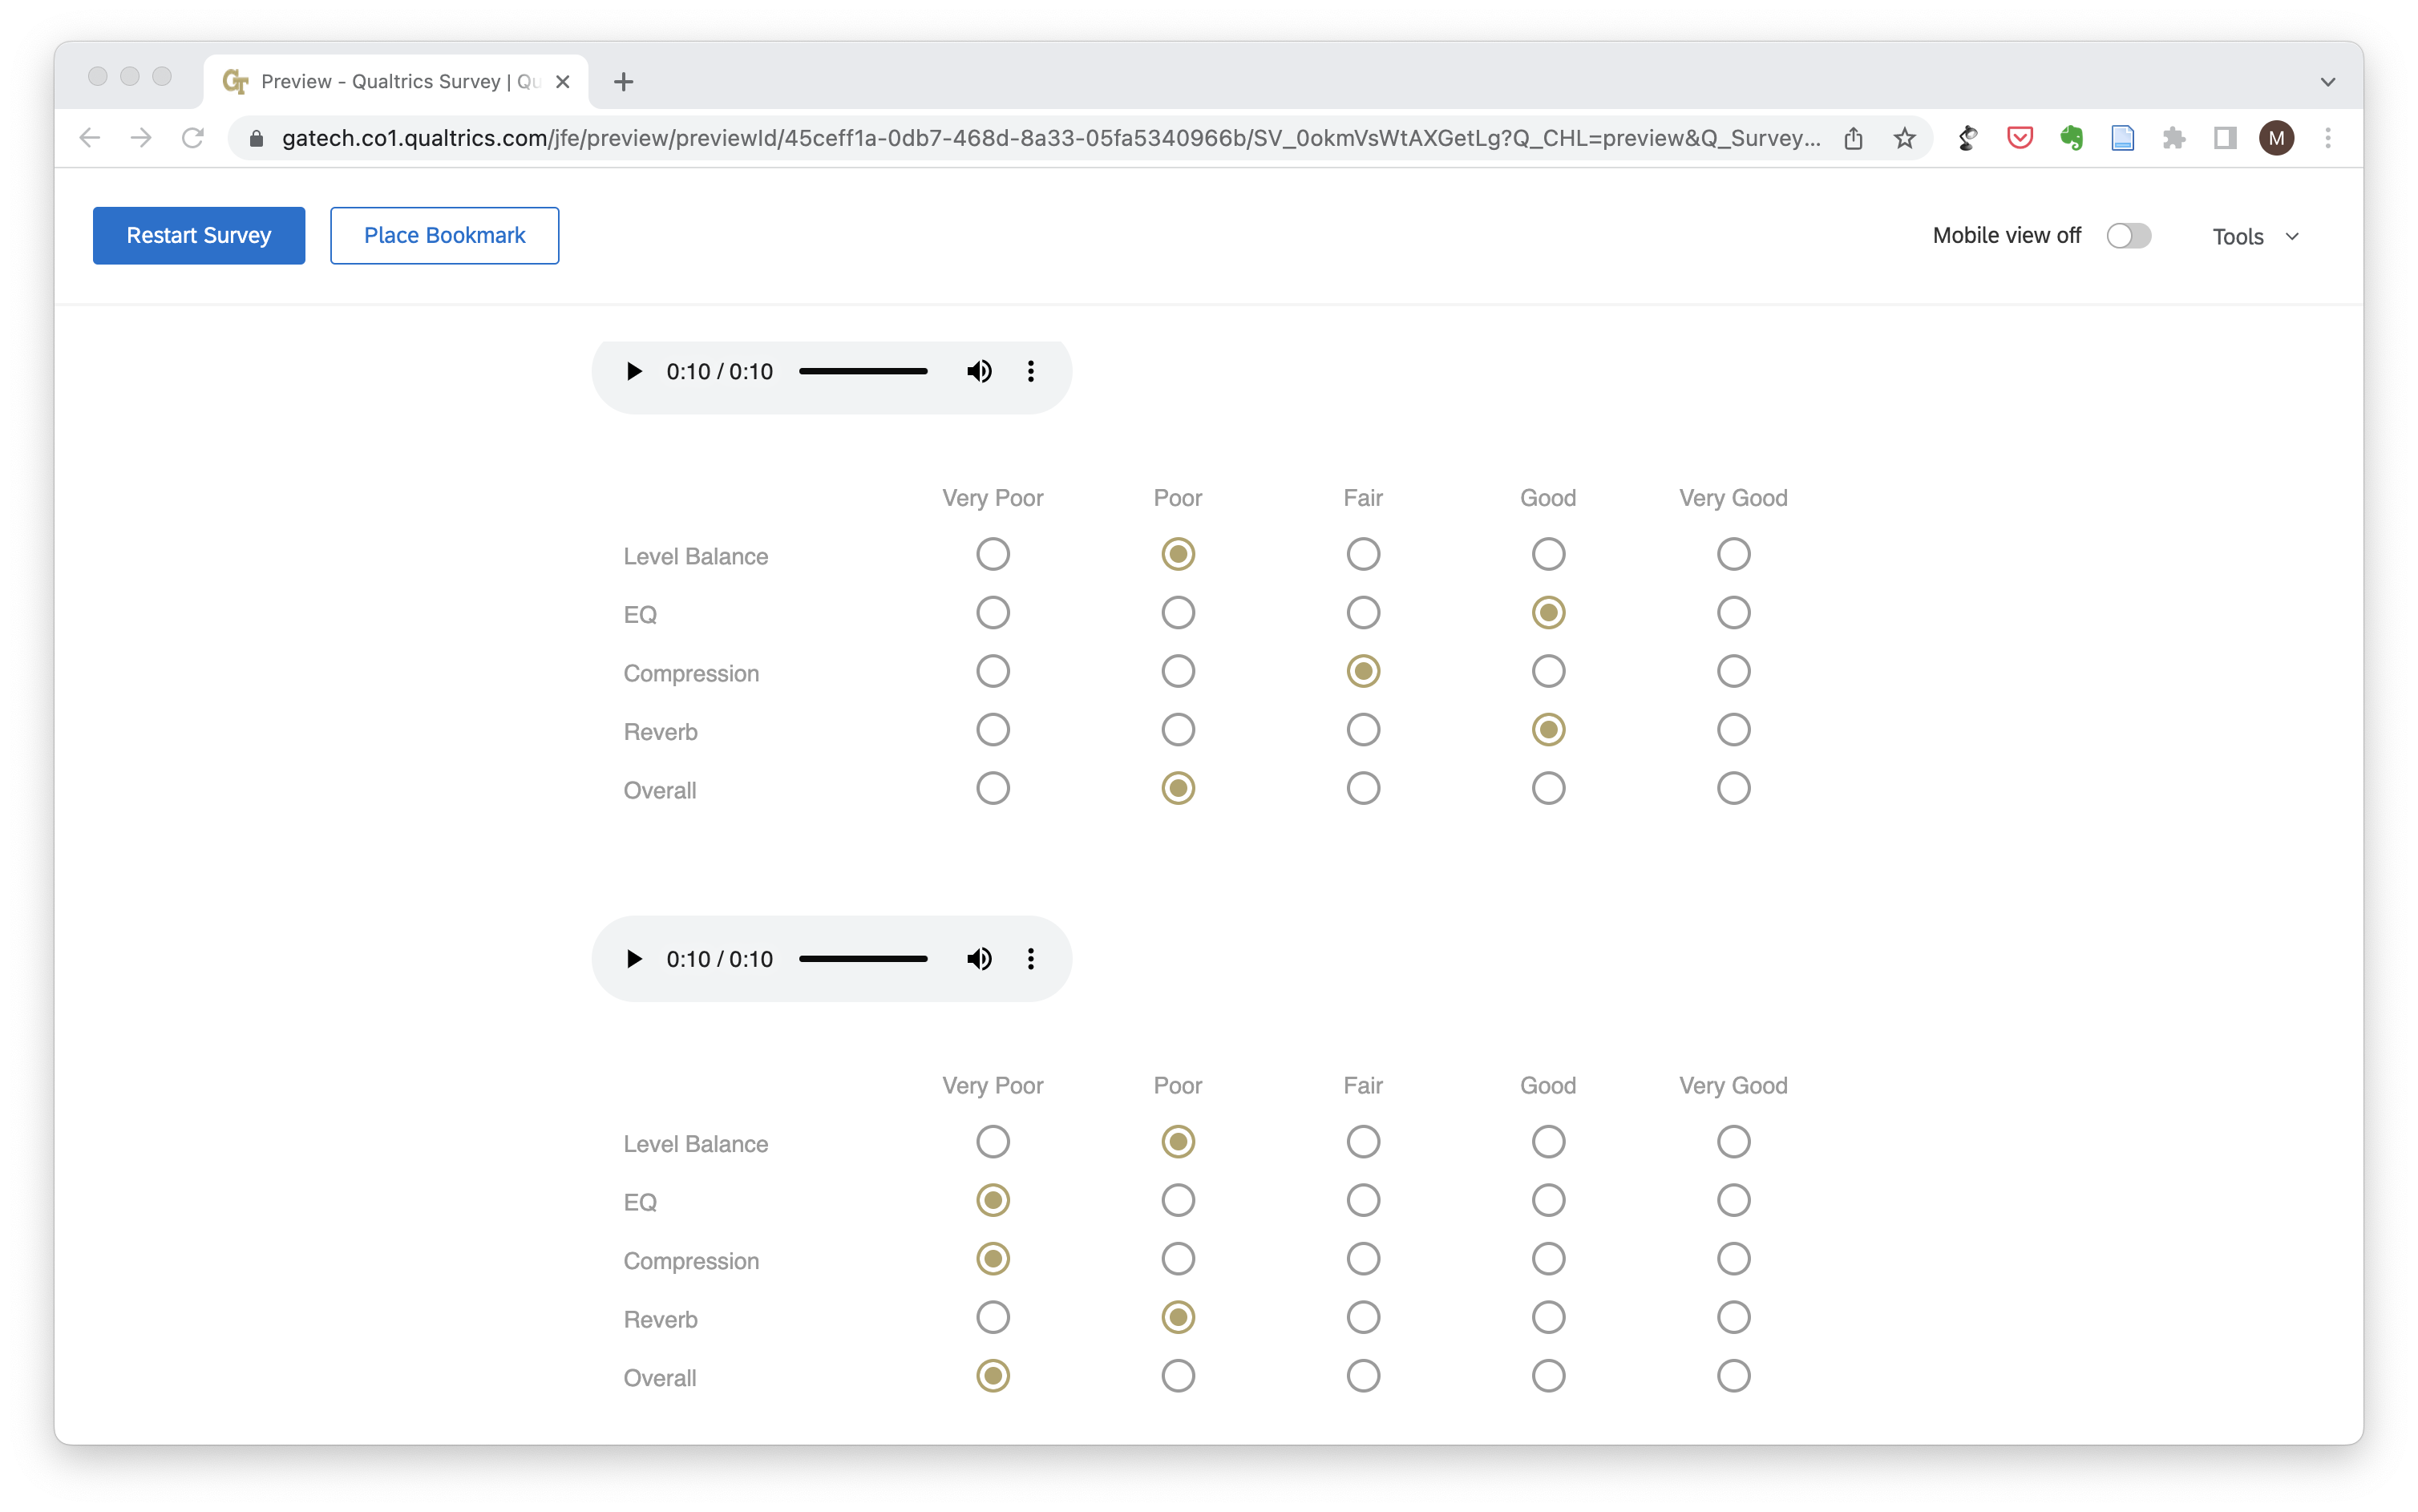 GT Preview - Qualtrics Survey | Qu
gatech.co1.qualtrics.com/jfe/preview/previewId/45ceff1a-0db7-468d-8a33-05fa5340966b/SV_0okmVsWtAXGetLg?Q_CHL=preview&Q_Survey... M
Restart Survey Place Bookmark Mobile view off Tools
0:10 / 0:10
Very Poor Poor Fair Good Very Good
Level Balance
EQ
Compression
Reverb
Overall
0:10 / 0:10
Very Poor Poor Fair Good Very Good
Level Balance
EQ
Compression
Reverb
Overall